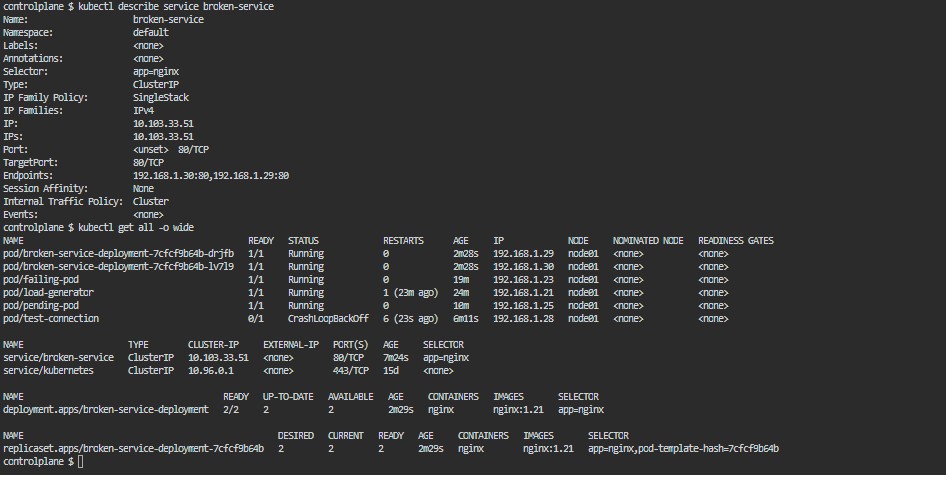 controlplane $ kubectl describe service broken-service
Name: broken-service
Namespace: default
Labels: <none>
Annotations: <none>
Selector: app=nginx
Type: ClusterIP
IP Family Policy: SingleStack
IP Families: IPv4
IP: 10.103.33.51
IPs: 10.103.33.51
Port: <unset> 80/TCP
TargetPort: 80/TCP
Endpoints: 192.168.1.30:80,192.168.1.29:80
Session Affinity: None
Internal Traffic Policy: Cluster
Events: <none>
controlplane $ kubectl get all -o wide
NAME READY STATUS RESTARTS AGE IP NODE NOMINATED NODE READINESS GATES
pod/broken-service-deployment-7cfcf9b64b-drjfb 1/1 Running 0 2m28s 192.168.1.29 node01 <none> <none>
pod/broken-service-deployment-7cfcf9b64b-lv7l9 1/1 Running 0 2m28s 192.168.1.30 node01 <none> <none>
pod/failing-pod 1/1 Running 0 19m 192.168.1.23 node01 <none> <none>
pod/load-generator 1/1 Running 1 (23m ago) 24m 192.168.1.21 node01 <none> <none>
pod/pending-pod 1/1 Running 0 10m 192.168.1.25 node01 <none> <none>
pod/test-connection 0/1 CrashLoopBackOff 6 (23s ago) 6m11s 192.168.1.28 node01 <none> <none>
NAME TYPE CLUSTER-IP EXTERNAL-IP PORT(S) AGE SELECTOR
service/broken-service ClusterIP 10.103.33.51 <none> 80/TCP 7m24s app=nginx
service/kubernetes ClusterIP 10.96.0.1 <none> 443/TCP 15d <none>
NAME READY UP-TO-DATE AVAILABLE AGE CONTAINERS IMAGES SELECTOR
deployment.apps/broken-service-deployment 2/2 2 2 2m29s nginx nginx:1.21 app=nginx
NAME DESIRED CURRENT READY AGE CONTAINERS IMAGES SELECTOR
replicaset.apps/broken-service-deployment-7cfcf9b64b 2 2 2 2m29s nginx nginx:1.21 app=nginx,pod-template-hash=7cfcf9b64b
controlplane $